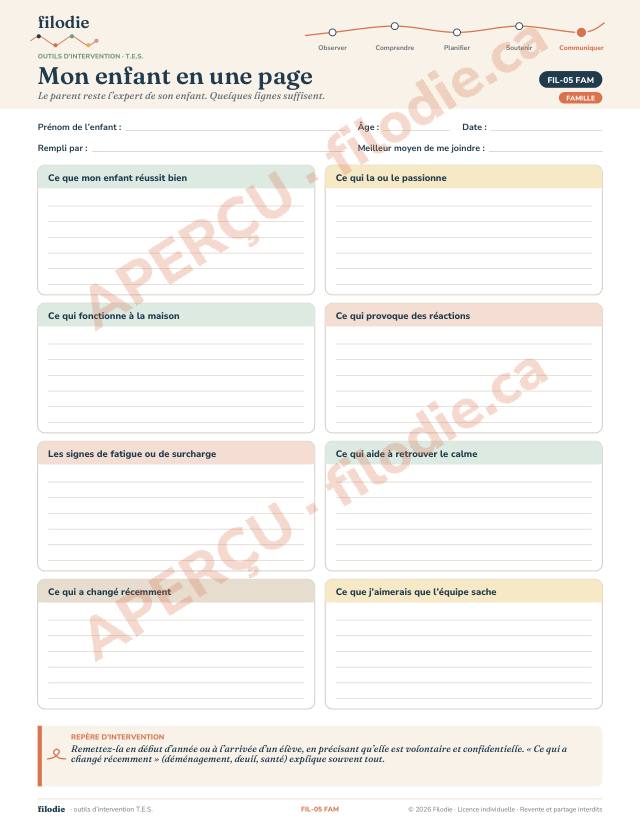 filodie
OUTILS D'INTERVENTION · T.E.S.
Observer Comprendre Planifier Soutenir Communiquer
Mon enfant en une page
Le parent reste l'expert de son enfant. Quelques lignes suffisent.
FIL-05 FAM
FAMILLE
Prénom de l'enfant : Âge : Date :
Rempli par : Meilleur moyen de me joindre :
Ce que mon enfant réussit bien
Ce qui la ou le passionne
Ce qui fonctionne à la maison
Ce qui provoque des réactions
Les signes de fatigue ou de surcharge
Ce qui aide à retrouver le calme
Ce qui a changé récemment
Ce que j'aimerais que l'équipe sache
APERÇU · filodie.ca
APERÇU · filodie.ca
REPÈRE D'INTERVENTION
Remettez-la en début d'année ou à l'arrivée d'un élève, en précisant qu'elle est volontaire et confidentielle. « Ce qui a
changé récemment » (déménagement, deuil, santé) explique souvent tout.
filodie · outils d'intervention T.E.S. FIL-05 FAM © 2026 Filodie · Licence individuelle · Revente et partage interdits